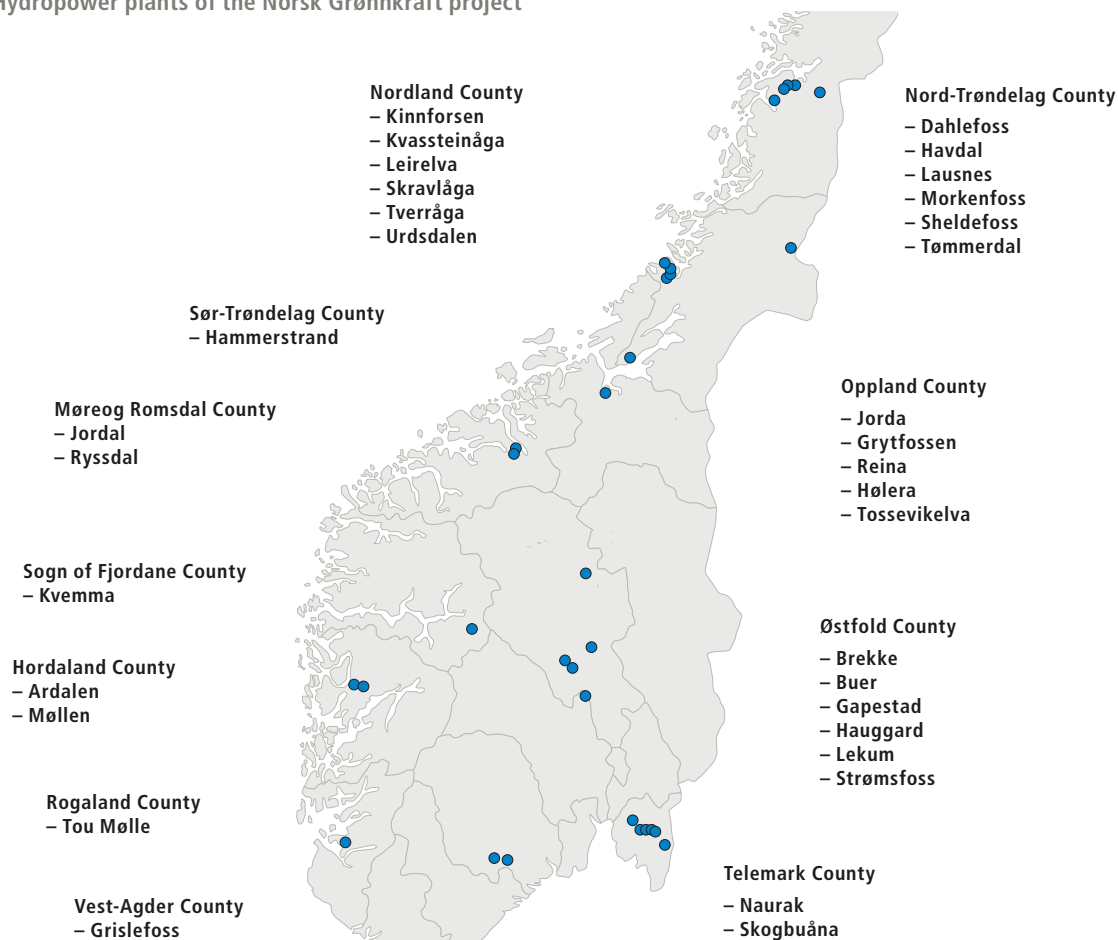 Hydropower plants of the Norsk Grønnkraft project
Nordland County
– Kinnforsen
– Kvassteinåga
– Leirelva
– Skravlåga
– Tverråga
– Urdsdalen
Nord-Trøndelag County
– Dahlefoss
– Havdal
– Lausnes
– Morkenfoss
– Sheldefoss
– Tømmerdal
Sør-Trøndelag County
– Hammerstrand
Møreog Romsdal County
– Jordal
– Ryssdal
Oppland County
– Jorda
– Grytfossen
– Reina
– Hølera
– Tossevikelva
Sogn of Fjordane County
– Kvemma
Hordaland County
– Ardalen
– Møllen
Østfold County
– Brekke
– Buer
– Gapestad
– Hauggard
– Lekum
– Strømsfoss
Rogaland County
– Tou Mølle
Vest-Agder County
– Grislefoss
Telemark County
– Naurak
– Skogbuåna